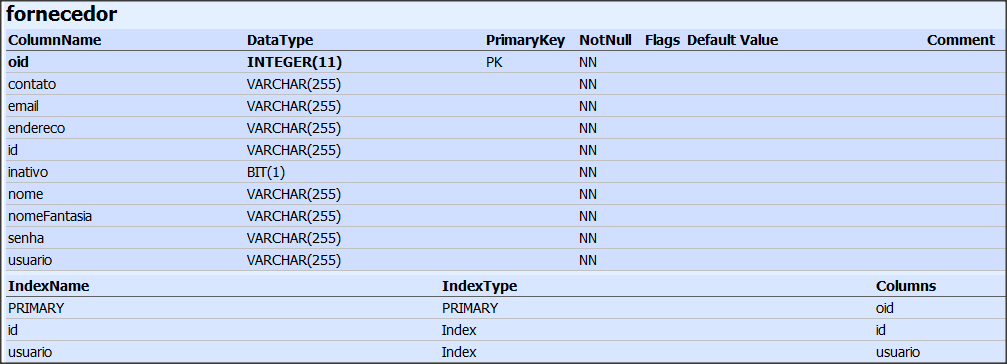 fornecedor
ColumnName DataType PrimaryKey NotNull Flags Default Value Comment
oid INTEGER(11) PK NN
contato VARCHAR(255) NN
email VARCHAR(255) NN
endereco VARCHAR(255) NN
id VARCHAR(255) NN
inativo BIT(1) NN
nome VARCHAR(255) NN
nomeFantasia VARCHAR(255) NN
senha VARCHAR(255) NN
usuario VARCHAR(255) NN
IndexName IndexType Columns
PRIMARY PRIMARY oid
id Index id
usuario Index usuario